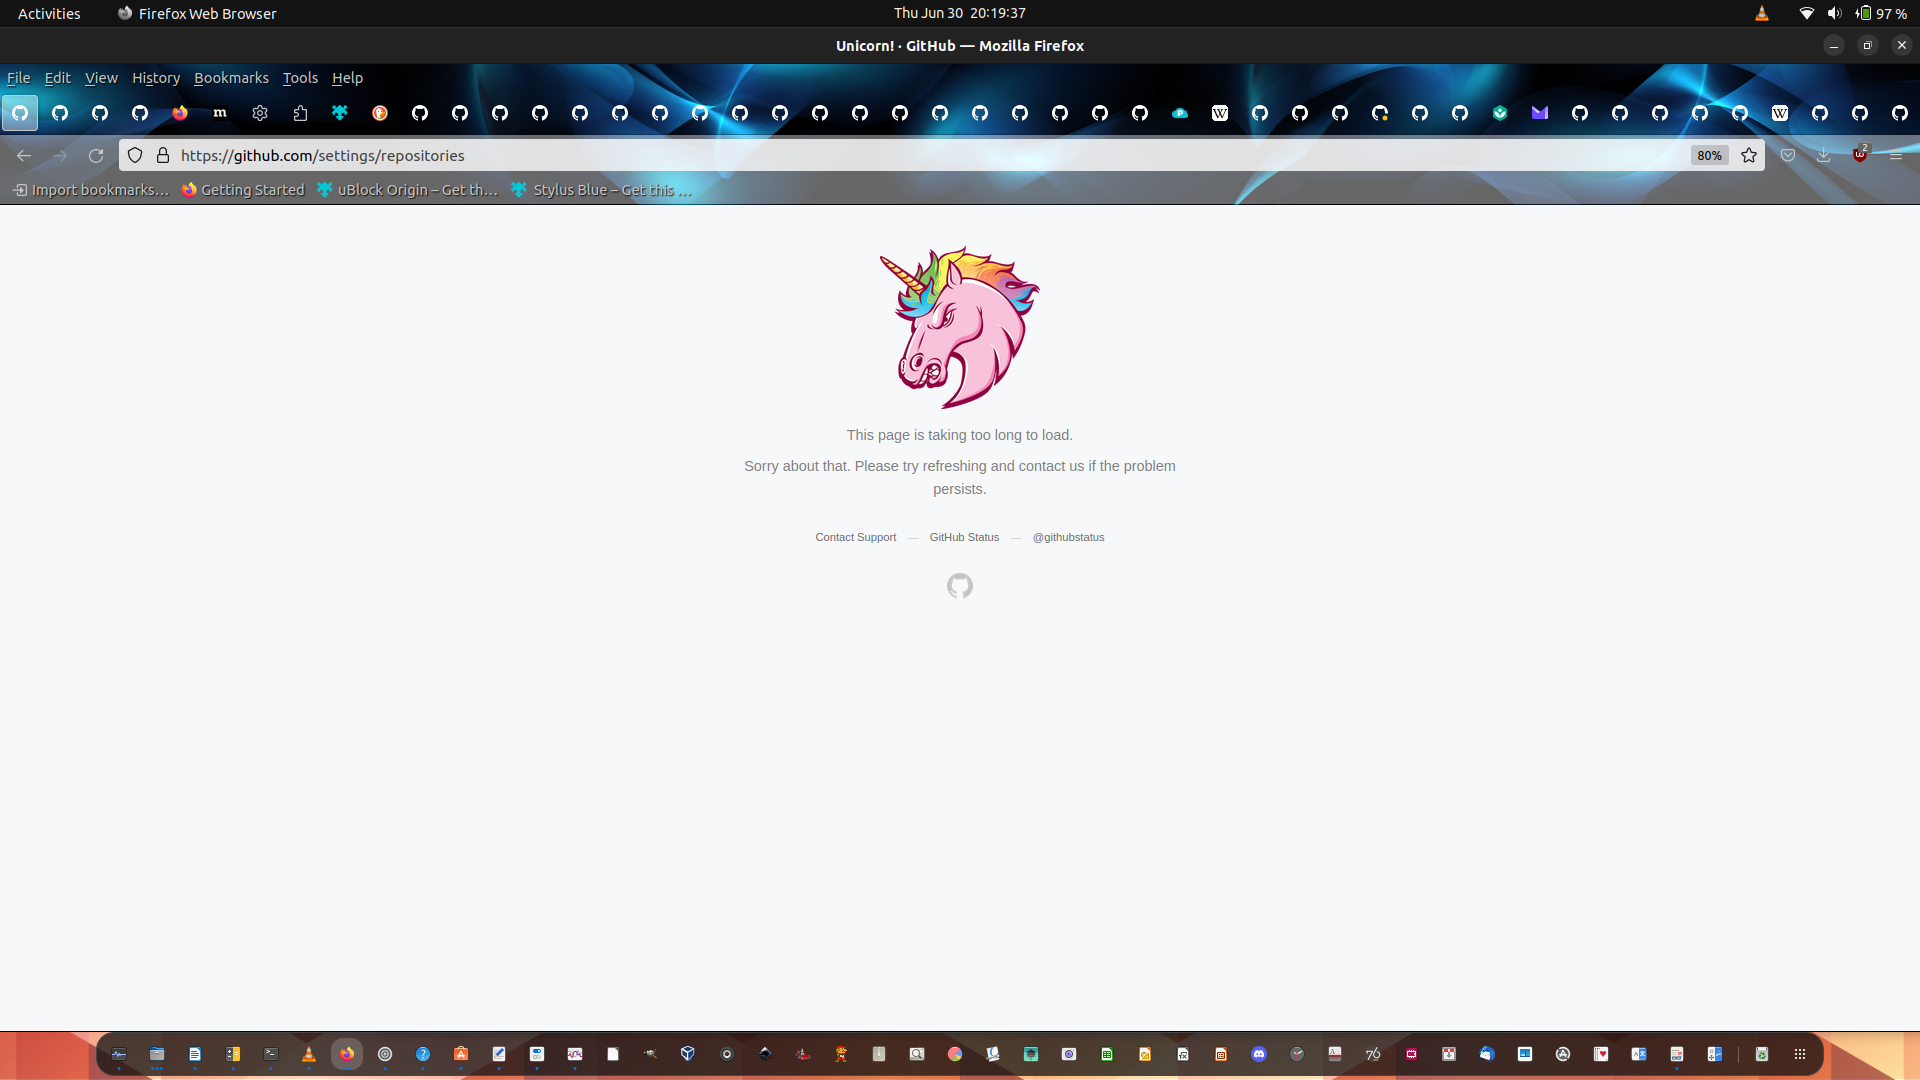 Activities
Firefox Web Browser
Thu Jun 30 20:19:37
97 %
Unicorn! · GitHub — Mozilla Firefox
File Edit View History Bookmarks Tools Help
m
W
W
https://github.com/settings/repositories
80%
2
Import bookmarks…
Getting Started
uBlock Origin – Get th…
Stylus Blue – Get this …
This page is taking too long to load.
Sorry about that. Please try refreshing and contact us if the problem
persists.
Contact Support — GitHub Status — @githubstatus